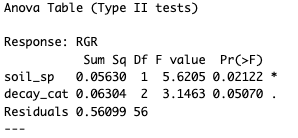 Anova Table (Type II tests)

Response: RGR
           Sum Sq Df F value  Pr(>F)
soil_sp   0.05630  1  5.6205 0.02122 *
decay_cat 0.06304  2  3.1463 0.05070 .
Residuals 0.56099 56
---